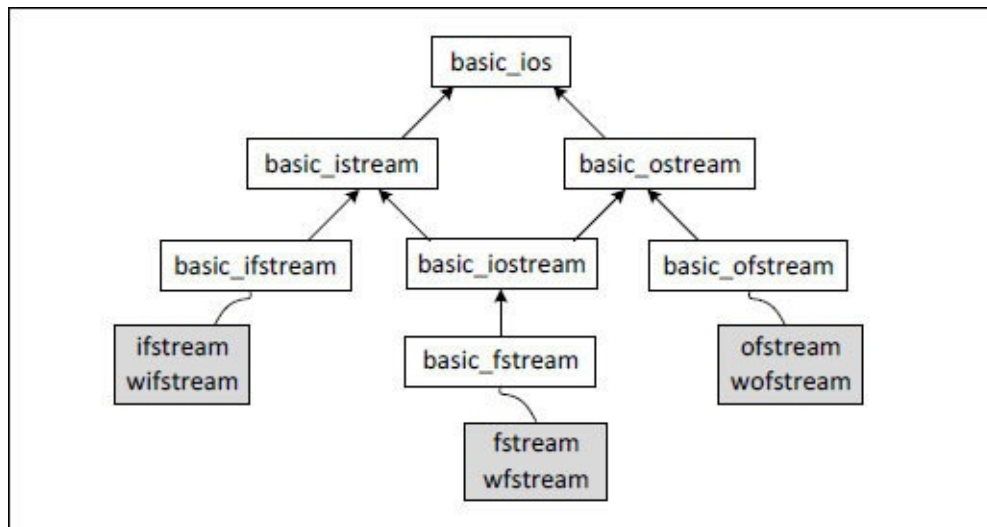 basic_ios
basic_istream
basic_ostream
basic_ifstream
basic_iostream
basic_ofstream
ifstream
wifstream
basic_fstream
ofstream
wofstream
fstream
wfstream